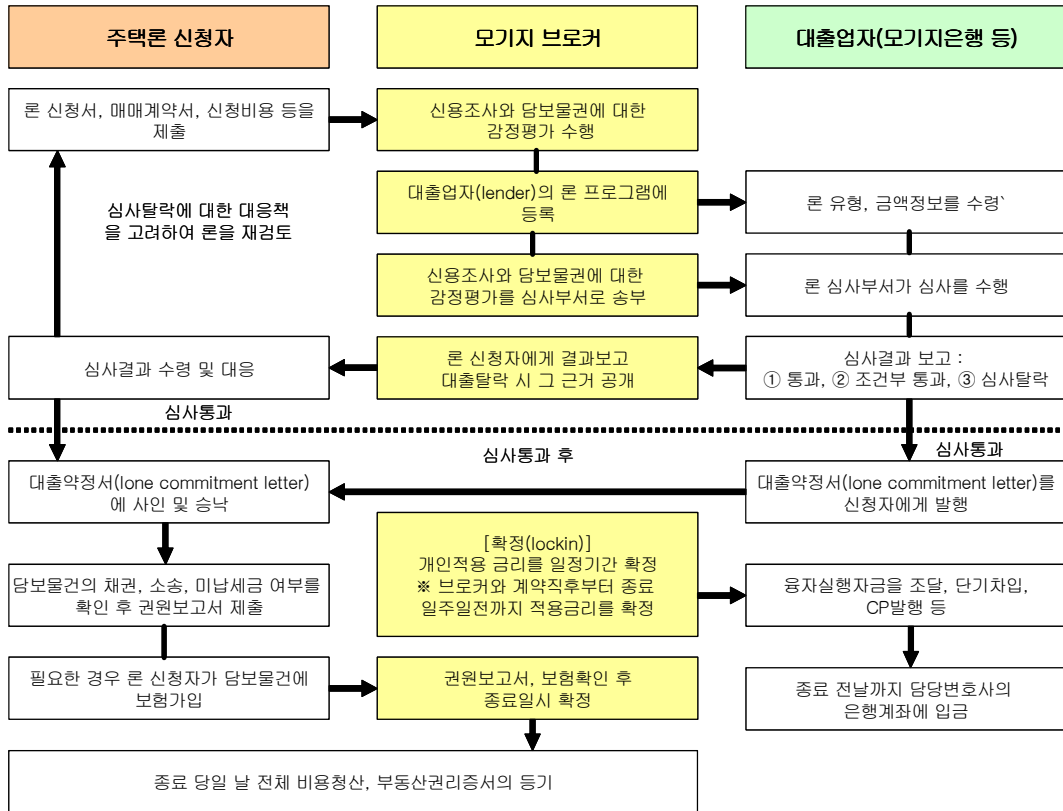 주택론 신청자
모기지 브로커
대출업자(모기지은행 등)
론 신청서, 매매계약서, 신청비용 등을
제출
신용조사와 담보물권에 대한
감정평가 수행
심사탈락에 대한 대응책
을 고려하여 론을 재검토
대출업자(lender)의 론 프로그램에
등록
론 유형, 금액정보를 수령`
신용조사와 담보물권에 대한
감정평가를 심사부서로 송부
론 심사부서가 심사를 수행
심사결과 수령 및 대응
론 신청자에게 결과보고
대출탈락 시 그 근거 공개
심사결과 보고 :
① 통과, ② 조건부 통과, ③ 심사탈락
심사통과
심사통과 후
심사통과
대출약정서(lone commitment letter)
에 사인 및 승낙
대출약정서(lone commitment letter)를
신청자에게 발행
[확정(lockin)]
개인적용 금리를 일정기간 확정
※ 브로커와 계약직후부터 종료
일주일전까지 적용금리를 확정
담보물건의 채권, 소송, 미납세금 여부를
확인 후 권원보고서 제출
융자실행자금을 조달, 단기차입,
CP발행 등
필요한 경우 론 신청자가 담보물건에
보험가입
권원보고서, 보험확인 후
종료일시 확정
종료 전날까지 담당변호사의
은행계좌에 입금
종료 당일 날 전체 비용청산, 부동산권리증서의 등기